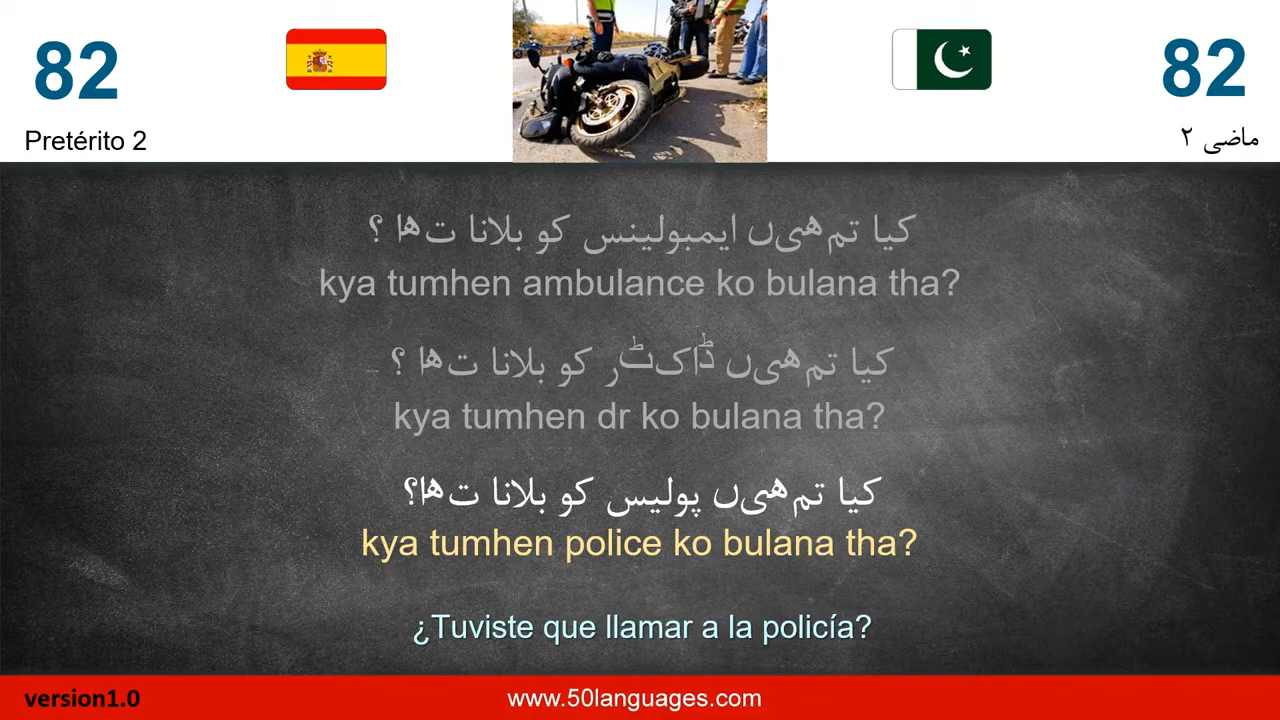 82
82
Pretérito 2
ماضی ۲
کیا تمھیں ایمبولینس کو بلانا تھا ؟
kya tumhen ambulance ko bulana tha?
کیا تمھیں ڈاکٹر کو بلانا تھا ؟
kya tumhen dr ko bulana tha?
کیا تمھیں پولیس کو بلانا تھا؟
kya tumhen police ko bulana tha?
¿Tuviste que llamar a la policía?
version1.0
www.50languages.com